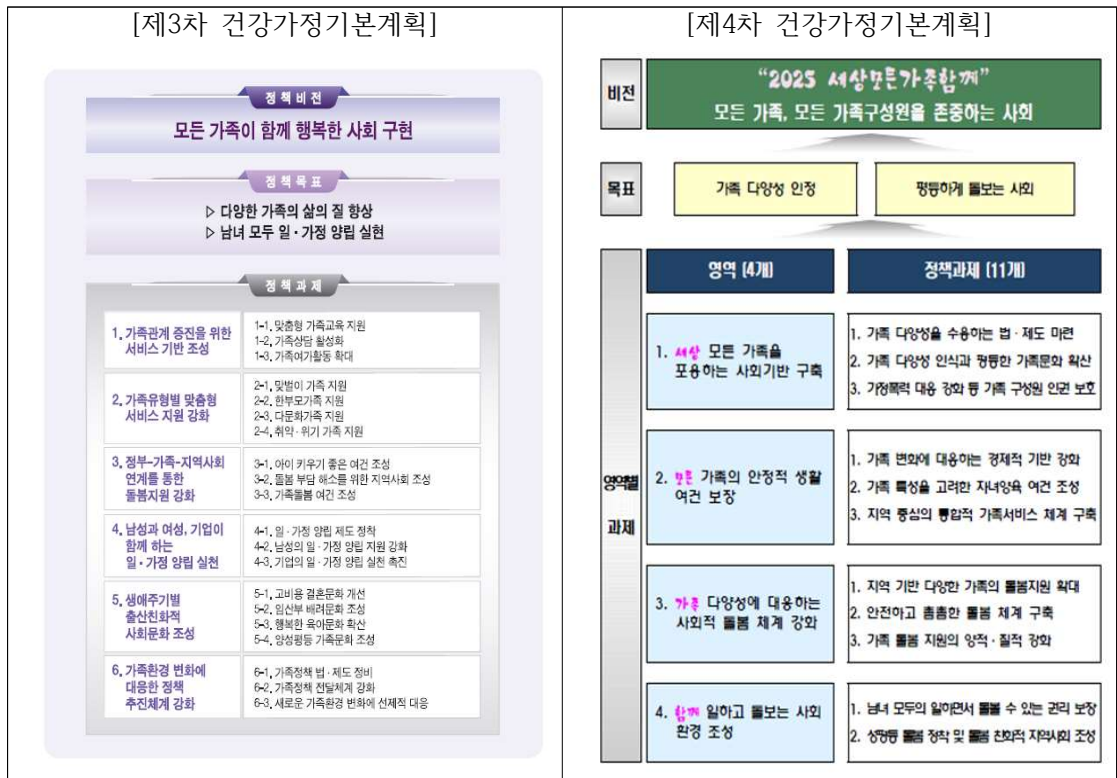 [제3차 건강가정기본계획]
정책비전
모든 가족이 함께 행복한 사회 구현
정책목표
▷ 다양한 가족의 삶의 질 향상
▷ 남녀 모두 일·가정 양립 실현
정책과제
1. 가족관계 증진을 위한
서비스 기반 조성
1-1. 맞춤형 가족교육 지원
1-2. 가족상담 활성화
1-3. 가족여가활동 확대
2. 가족유형별 맞춤형
서비스 지원 강화
2-1. 맞벌이 가족 지원
2-2. 한부모가족 지원
2-3. 다문화가족 지원
2-4. 취약·위기 가족 지원
3. 정부-가족-지역사회
연계를 통한
돌봄지원 강화
3-1. 아이 키우기 좋은 여건 조성
3-2. 돌봄 부담 해소를 위한 지역사회 조성
3-3. 가족돌봄 여건 조성
4. 남성과 여성, 기업이
함께 하는
일·가정 양립 실천
4-1. 일·가정 양립 제도 정착
4-2. 남성의 일·가정 양립 지원 강화
4-3. 기업의 일·가정 양립 실천 촉진
5. 생애주기별
출산친화적
사회문화 조성
5-1. 고비용 결혼문화 개선
5-2. 임산부 배려문화 조성
5-3. 행복한 육아문화 확산
5-4. 양성평등 가족문화 조성
6. 가족환경 변화에
대응한 정책
추진체계 강화
6-1. 가족정책 법·제도 정비
6-2. 가족정책 전달체계 강화
6-3. 새로운 가족환경 변화에 선제적 대응
[제4차 건강가정기본계획]
비전
“2025 세상모든가족함께”
모든 가족, 모든 가족구성원을 존중하는 사회
목표
가족 다양성 인정
평등하게 돌보는 사회
영역별
과제
영역 (4개)
정책과제 (11개)
1. 세상 모든 가족을
포용하는 사회기반 구축
1. 가족 다양성을 수용하는 법·제도 마련
2. 가족 다양성 인식과 평등한 가족문화 확산
3. 가정폭력 대응 강화 등 가족 구성원 인권 보호
2. 모든 가족의 안정적 생활
여건 보장
1. 가족 변화에 대응하는 경제적 기반 강화
2. 가족 특성을 고려한 자녀양육 여건 조성
3. 지역 중심의 통합적 가족서비스 체계 구축
3. 가족 다양성에 대응하는
사회적 돌봄 체계 강화
1. 지역 기반 다양한 가족의 돌봄지원 확대
2. 안전하고 촘촘한 돌봄 체계 구축
3. 가족 돌봄 지원의 양적·질적 강화
4. 함께 일하고 돌보는 사회
환경 조성
1. 남녀 모두의 일하면서 돌볼 수 있는 권리 보장
2. 성평등 돌봄 정착 및 돌봄 친화적 지역사회 조성